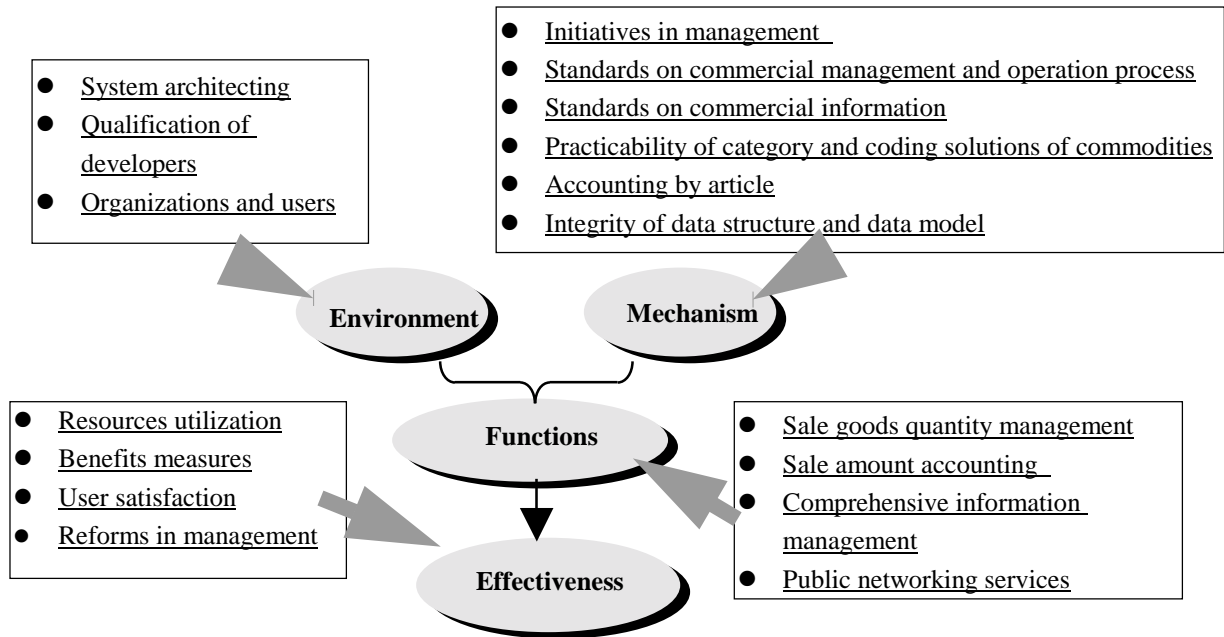 System architecting
Qualification of
developers
Organizations and users
Initiatives in management
Standards on commercial management and operation process
Standards on commercial information
Practicability of category and coding solutions of commodities
Accounting by article
Integrity of data structure and data model
Environment
Mechanism
Functions
Resources utilization
Benefits measures
User satisfaction
Reforms in management
Sale goods quantity management
Sale amount accounting
Comprehensive information
management
Public networking services
Effectiveness